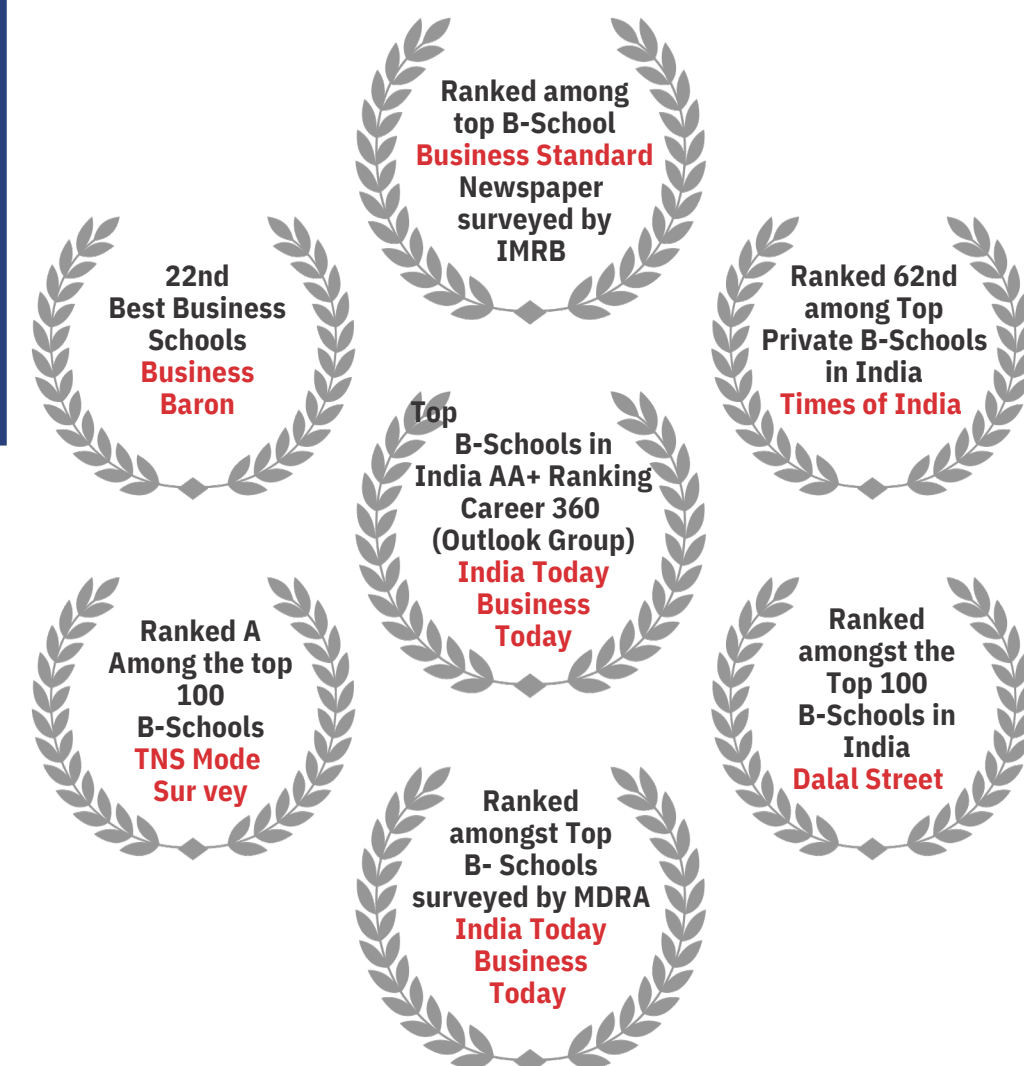 Ranked among
top B-School
Business Standard
Newspaper
surveyed by
IMRB
22nd
Best Business
Schools
Business
Baron
Ranked 62nd
among Top
Private B-Schools
in India
Times of India
Top
B-Schools in
India AA+ Ranking
Career 360
(Outlook Group)
India Today
Business
Today
Ranked A
Among the top
100
B-Schools
TNS Mode
Sur vey
Ranked
amongst the
Top 100
B-Schools in
India
Dalal Street
Ranked
amongst Top
B- Schools
surveyed by MDRA
India Today
Business
Today